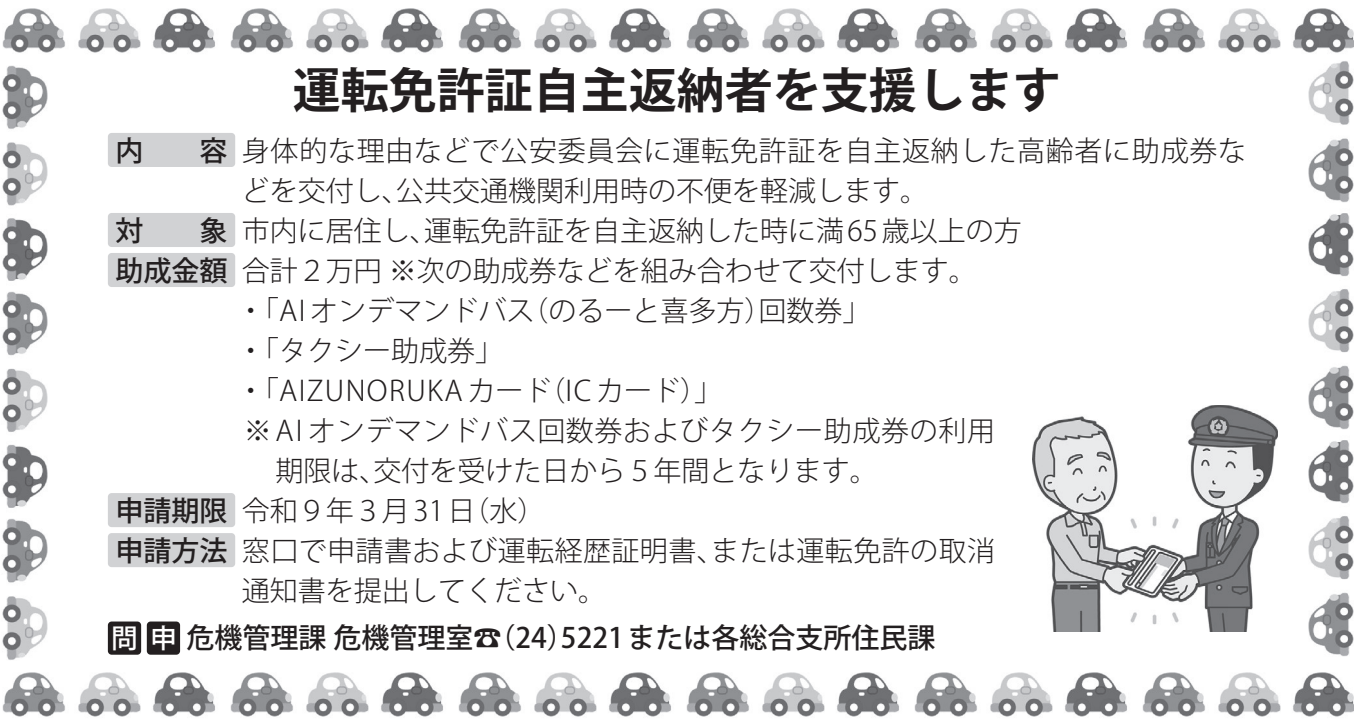 運転免許証自主返納者を支援します
内　　容 身体的な理由などで公安委員会に運転免許証を自主返納した高齢者に助成券な
どを交付し、公共交通機関利用時の不便を軽減します。
対　　象 市内に居住し、運転免許証を自主返納した時に満65歳以上の方
助成金額 合計２万円 ※次の助成券などを組み合わせて交付します。
・「AIオンデマンドバス（のるーと喜多方）回数券」
・「タクシー助成券」
・「AIZUNORUKAカード（ICカード）」
※AIオンデマンドバス回数券およびタクシー助成券の利用
期限は、交付を受けた日から５年間となります。
申請期限 令和９年３月31日（水）
申請方法 窓口で申請書および運転経歴証明書、または運転免許の取消
通知書を提出してください。
問 申 危機管理課 危機管理室☎（24）5221または各総合支所住民課